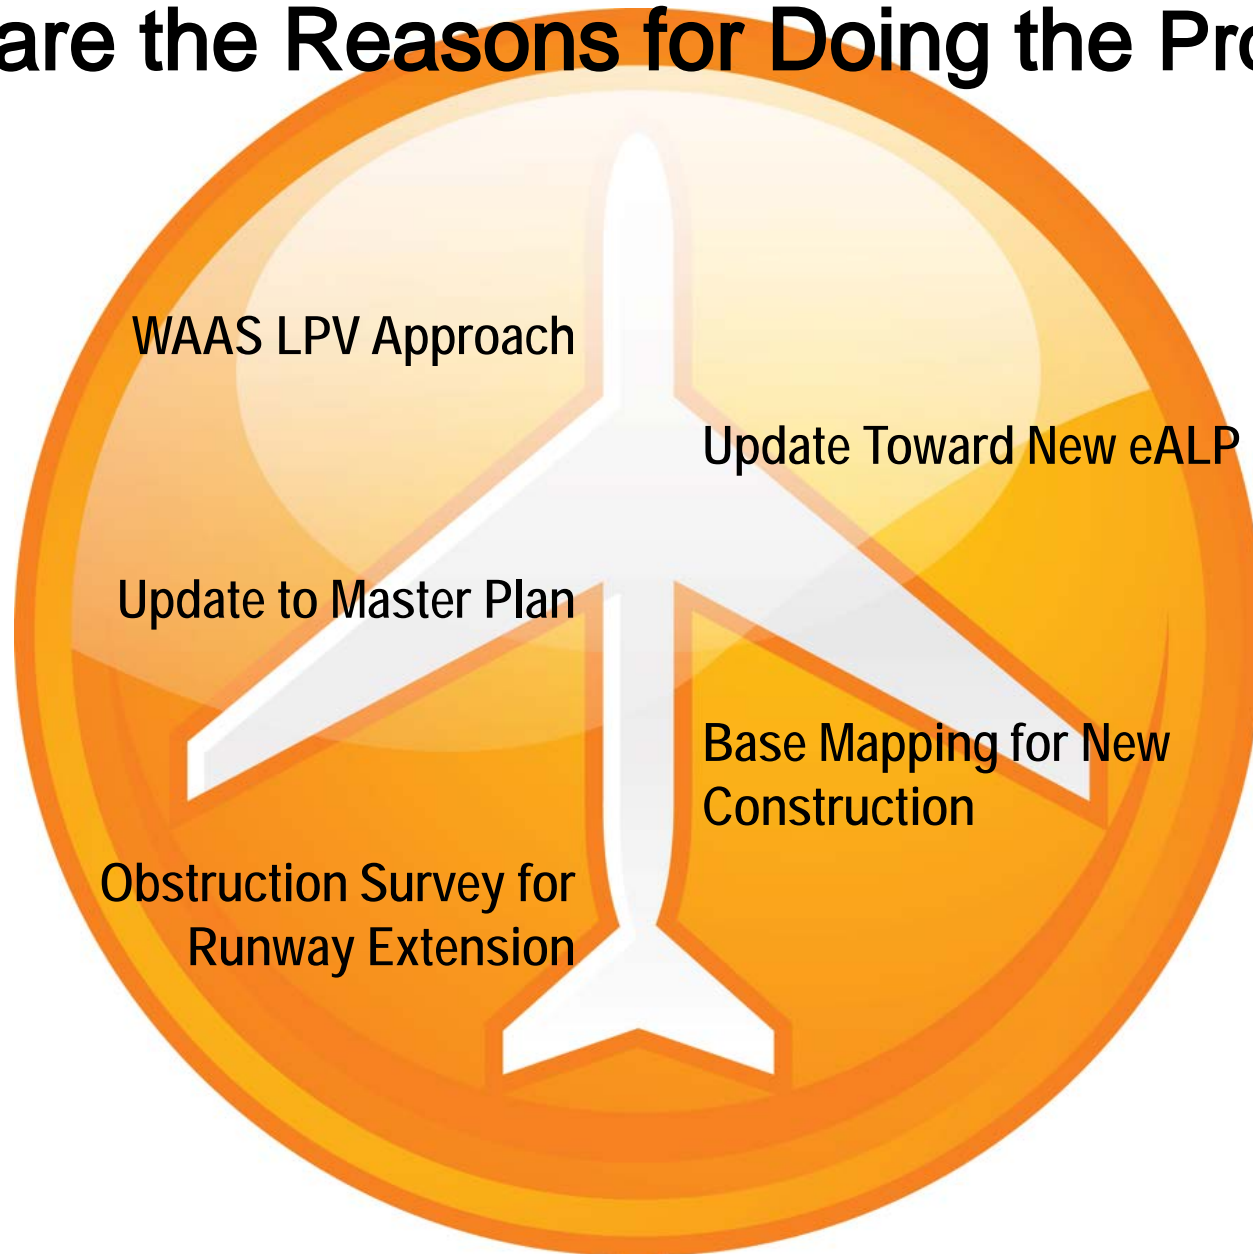 are the Reasons for Doing the Pro
WAAS LPV Approach
Update Toward New eALP
Update to Master Plan
Base Mapping for New
Construction
Obstruction Survey for
Runway Extension